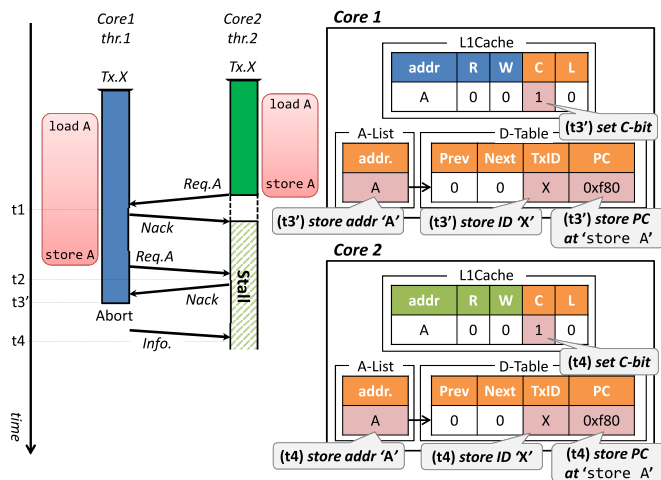 Core1
thr.1
Core2
thr.2
Tx.X
Tx.X
load A
store A
load A
store A
Req.A
Nack
Req.A
Nack
Stall
Abort
Info.
t1
t2
t3’
t4
time
Core 1
L1Cache
addr R W C L
A 0 0 1 0
(t3’) set C-bit
A-List
D-Table
addr.
Prev Next TxID PC
A
0 0 X 0xf80
(t3’) store addr ‘A’
(t3’) store ID ‘X’
(t3’) store PC
at ‘store A’
Core 2
L1Cache
addr R W C L
A 0 0 1 0
(t4) set C-bit
A-List
D-Table
addr.
Prev Next TxID PC
A
0 0 X 0xf80
(t4) store addr ‘A’
(t4) store ID ‘X’
(t4) store PC
at ‘store A’